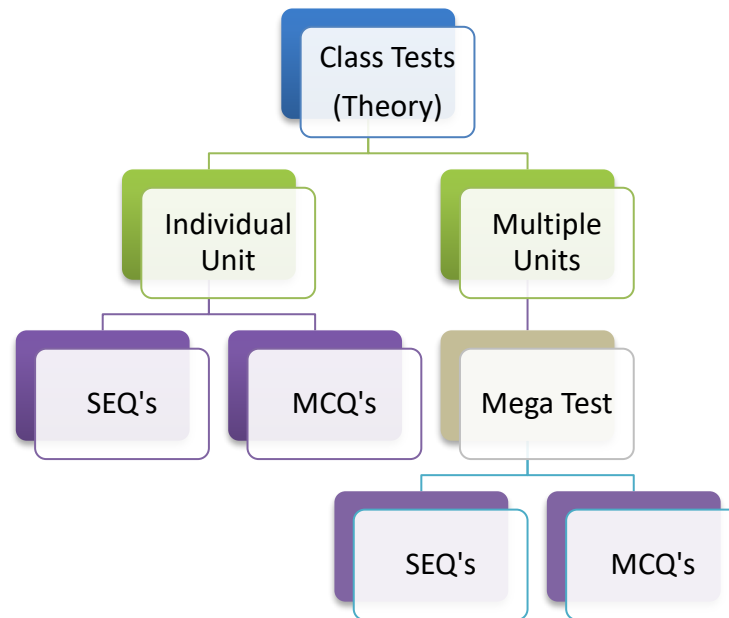 Class Tests
(Theory)
Individual
Unit
Multiple
Units
SEQ's
MCQ's
Mega Test
SEQ's
MCQ's